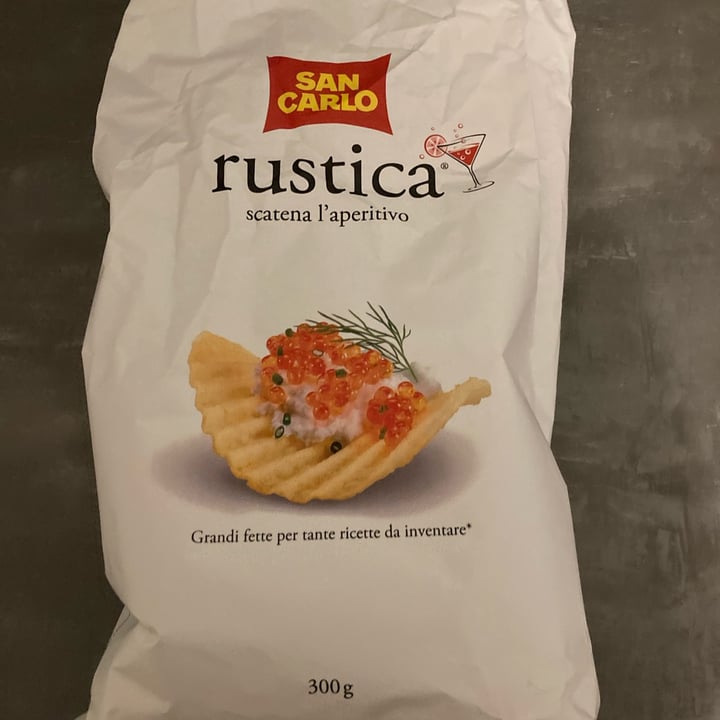 SAN
CARLO
rustica®
scatena l'aperitivo
Grandi fette per tante ricette da inventare*
300g